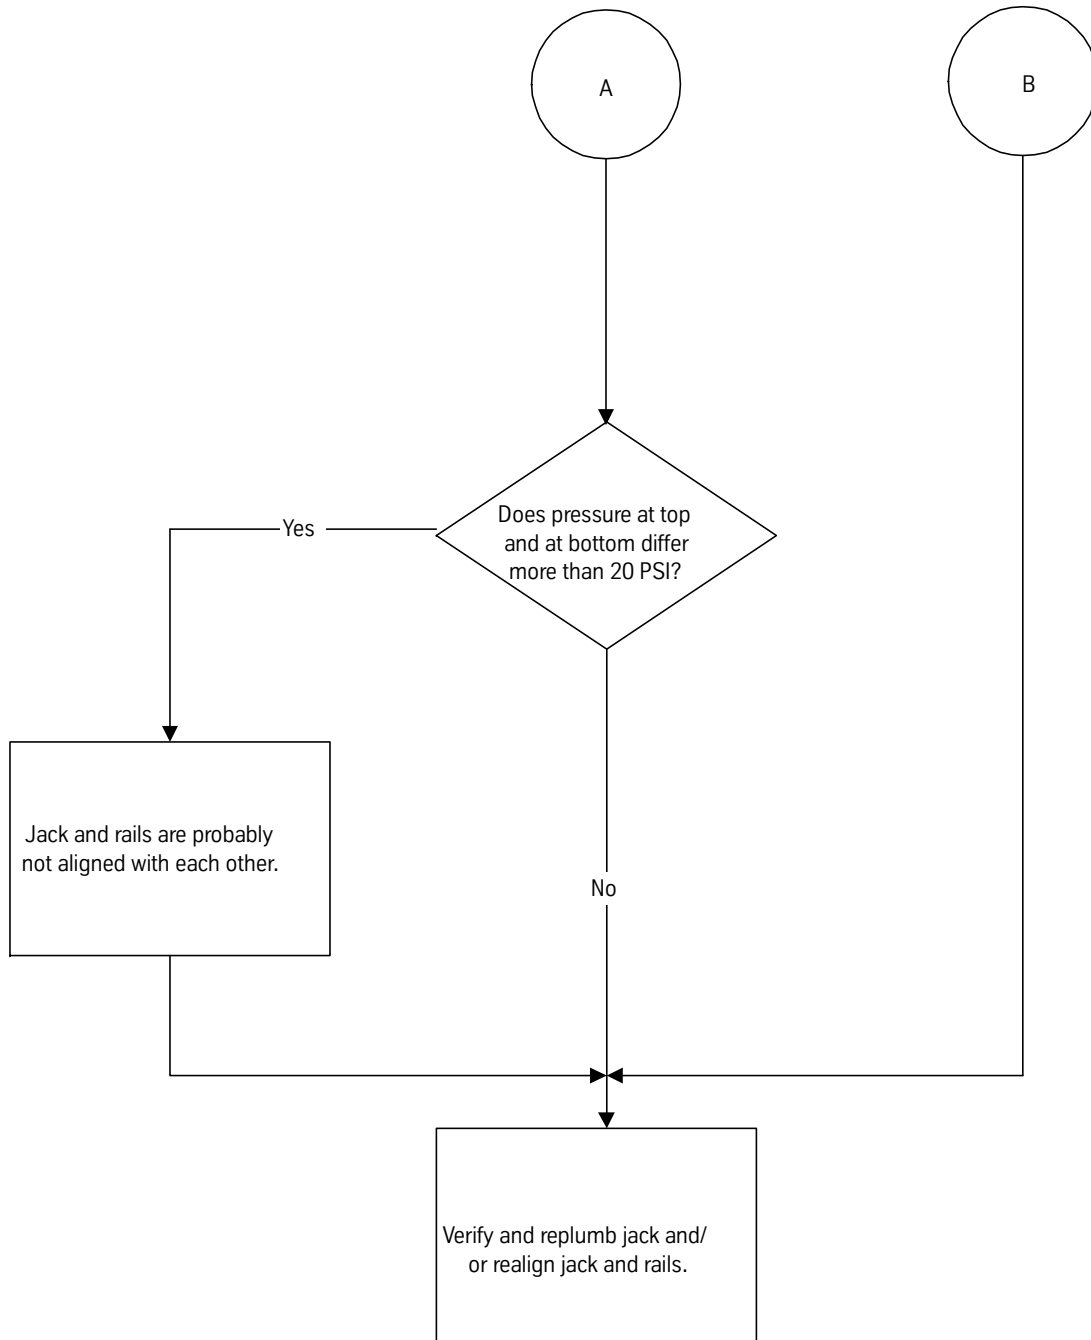 A
B
Does pressure at top
and at bottom differ
more than 20 PSI?
Yes
Jack and rails are probably
not aligned with each other.
No
Verify and replumb jack and/
or realign jack and rails.